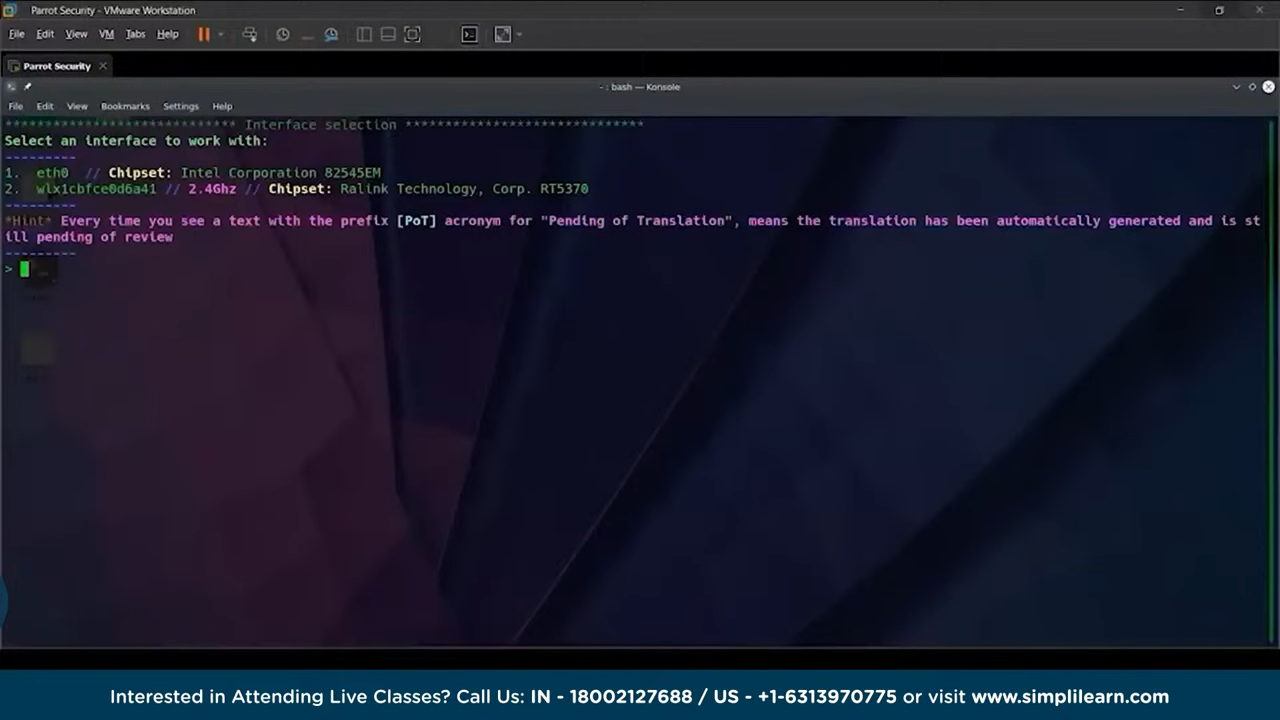 Parrot Security - VMware Workstation
File Edit View VM Tabs Help
Parrot Security
~ : bash — Konsole
File Edit View Bookmarks Settings Help
***************************** Interface selection ******************************
Select an interface to work with:
---------
1. eth0 // Chipset: Intel Corporation 82545EM
2. wlx1cbfce0d6a41 // 2.4Ghz // Chipset: Ralink Technology, Corp. RT5370
---------
*Hint* Every time you see a text with the prefix [PoT] acronym for "Pending of Translation", means the translation has been automatically generated and is st
ill pending of review
---------
>
Interested in Attending Live Classes? Call Us: IN - 18002127688 / US - +1-6313970775 or visit www.simplilearn.com